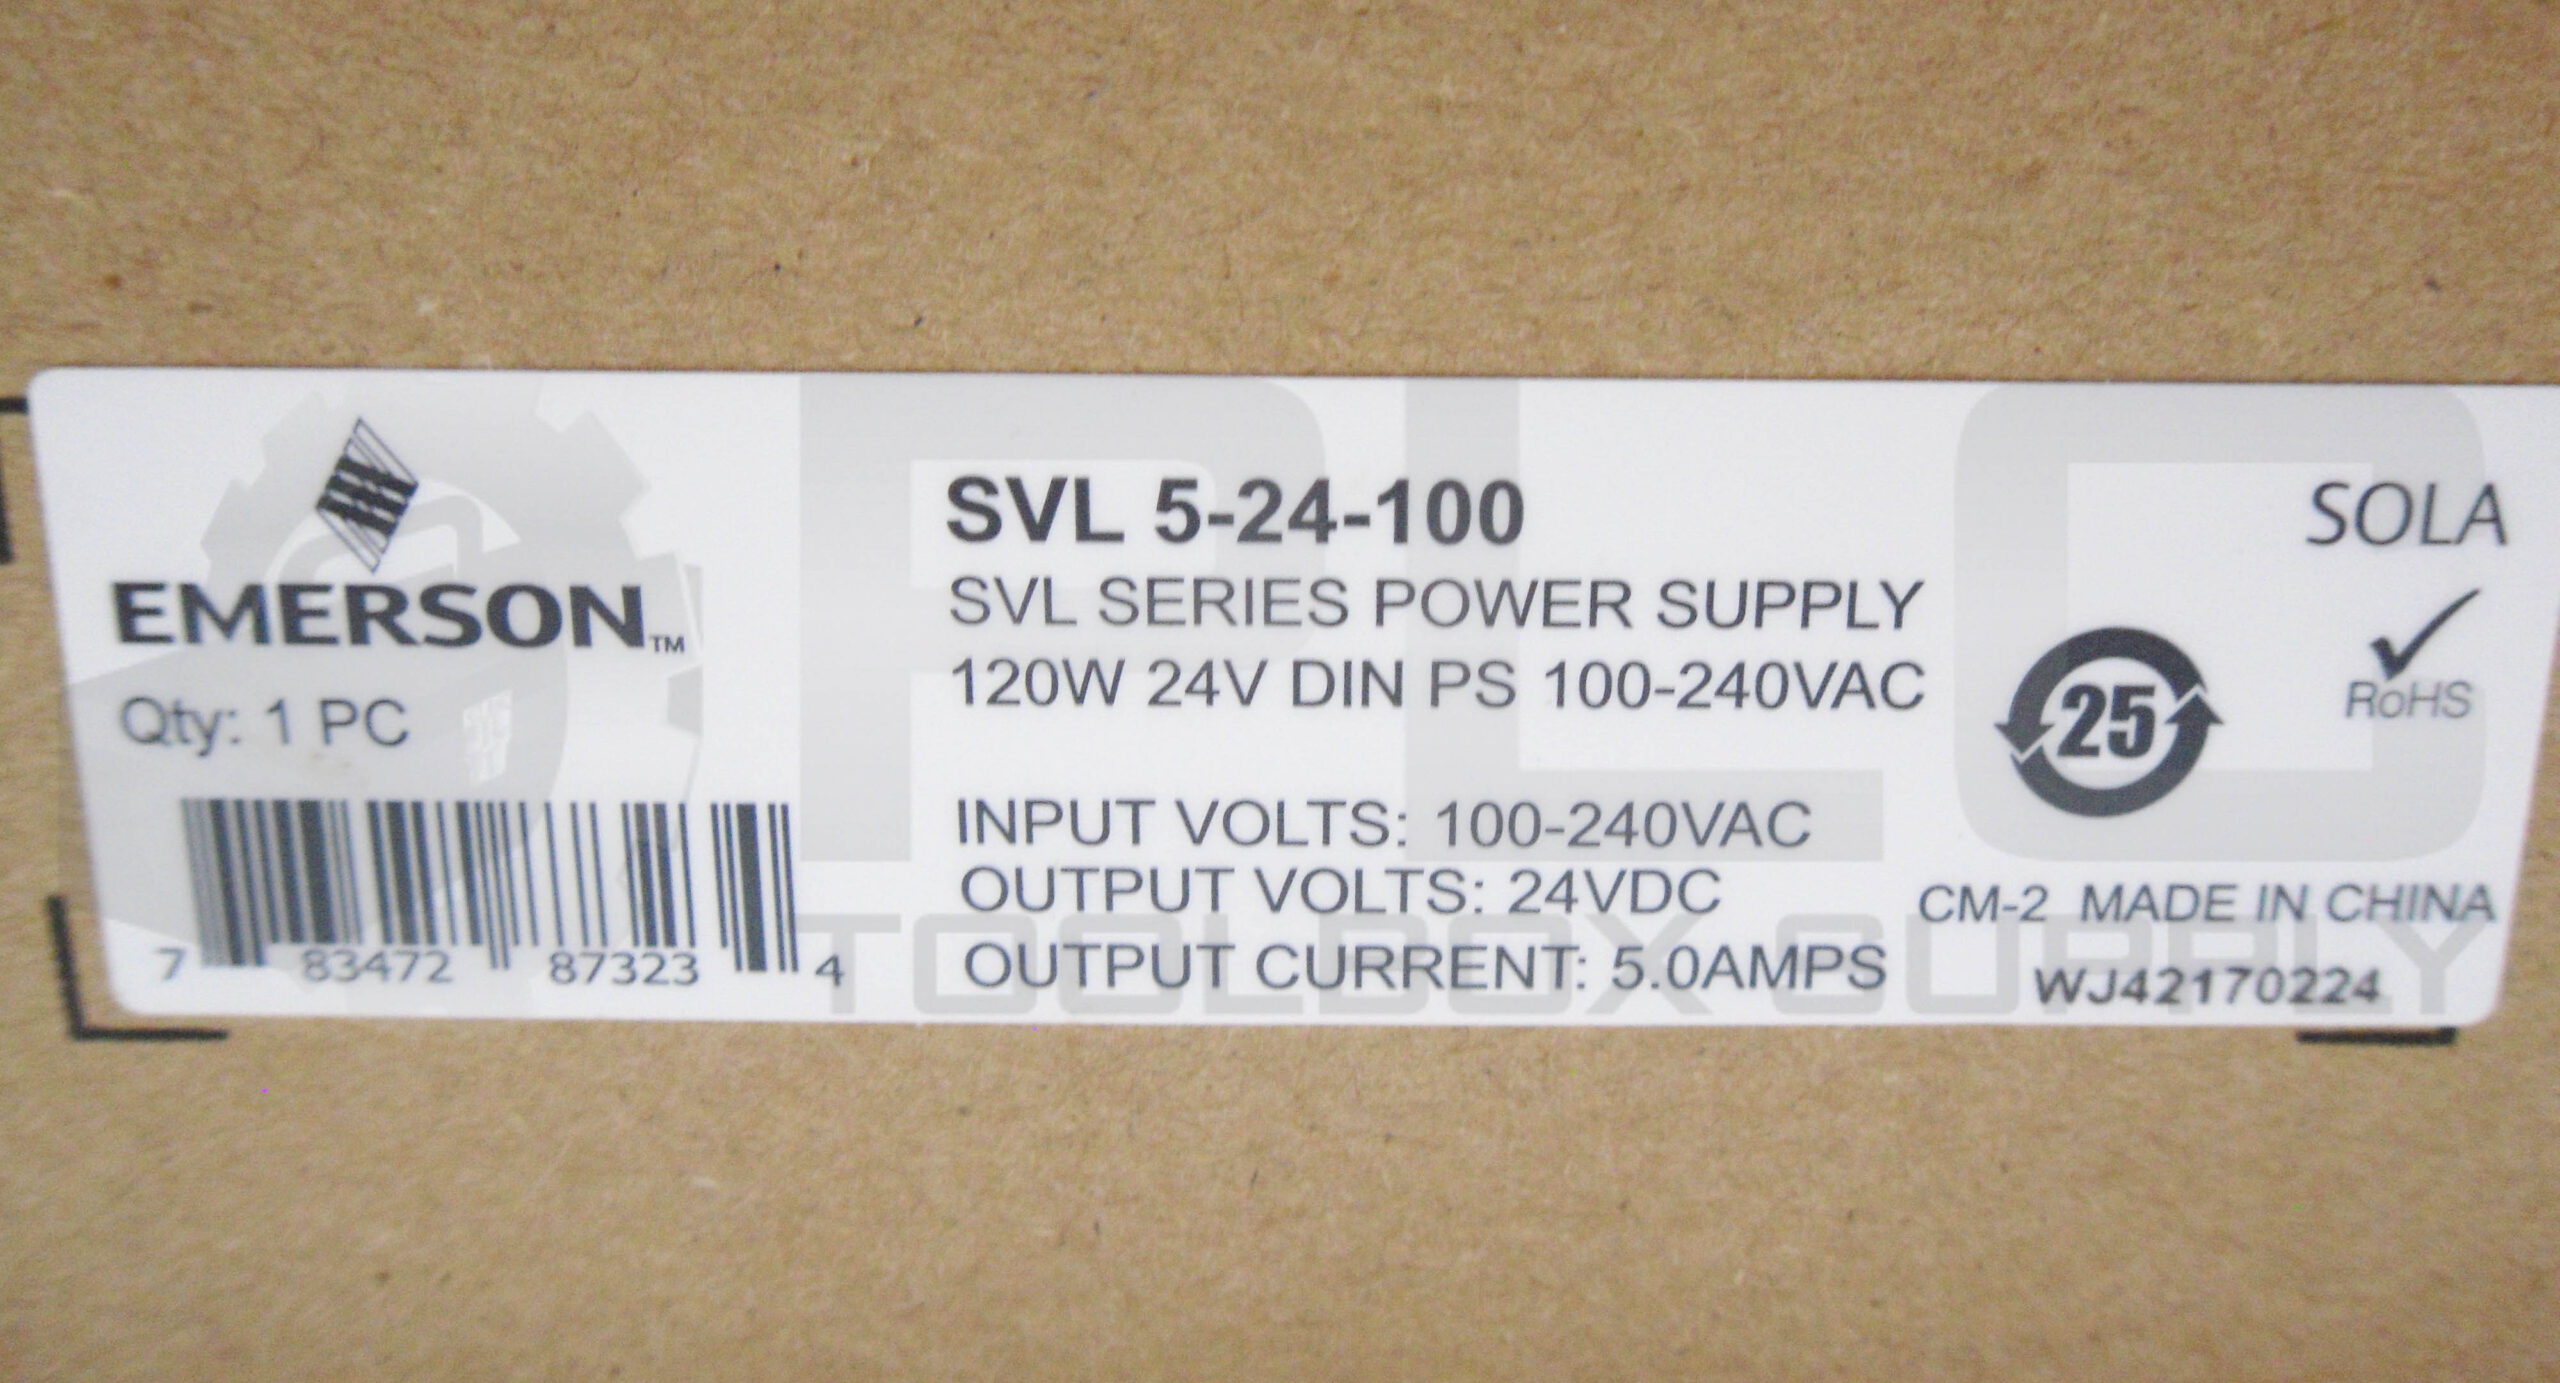 EMERSON™
Qty: 1 PC
7 83472 87323 4
SVL 5-24-100
SVL SERIES POWER SUPPLY
120W 24V DIN PS 100-240VAC
INPUT VOLTS: 100-240VAC
OUTPUT VOLTS: 24VDC
OUTPUT CURRENT: 5.0AMPS
SOLA
25
RoHS
CM-2 MADE IN CHINA
WJ42170224
PLC
TOOLBOX SUPPLY